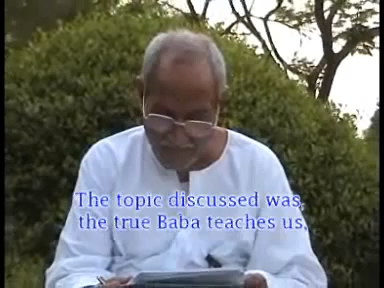 The topic discussed was,
the true Baba teaches us,